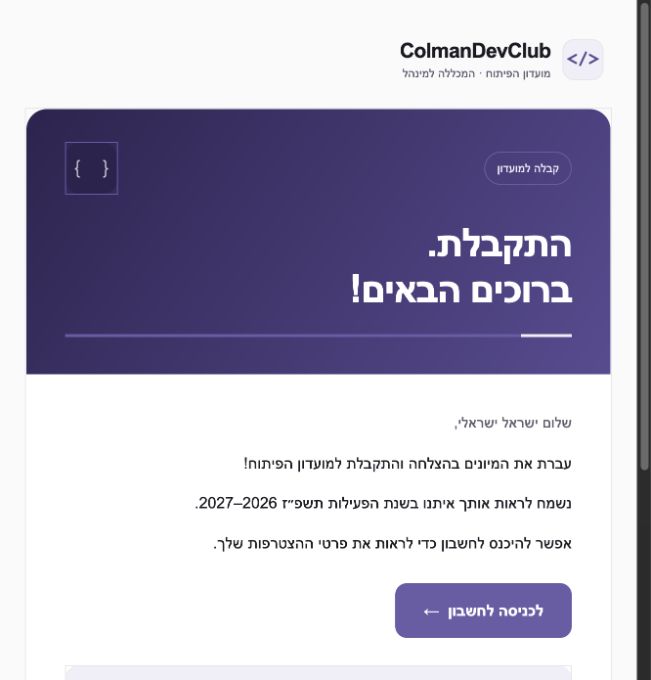 ColmanDevClub
</>
מועדון הפיתוח · המכללה למינהל
קבלה למועדון
{ }
התקבלת.
ברוכים הבאים!
שלום ישראל ישראלי,
עברת את המיונים בהצלחה והתקבלת למועדון הפיתוח!
נשמח לראות אותך איתנו בשנת הפעילות תשפ״ז 2026–2027.
אפשר להיכנס לחשבון כדי לראות את פרטי ההצטרפות שלך.
לכניסה לחשבון ←